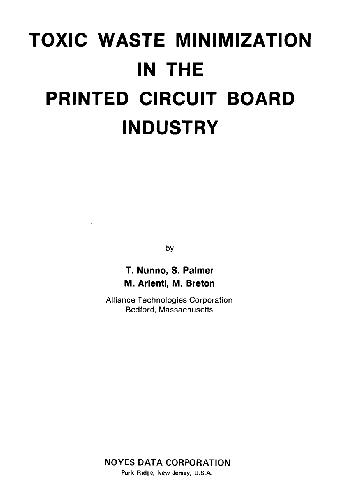 TOXIC WASTE MINIMIZATION
IN THE
PRINTED CIRCUIT BOARD
INDUSTRY
by
T. Nunno, S. Palmer
M. Arienti, M. Breton
Alliance Technologies Corporation
Bedford, Massachusetts
NOYES DATA CORPORATION
Park Ridge, New Jersey, U.S.A.